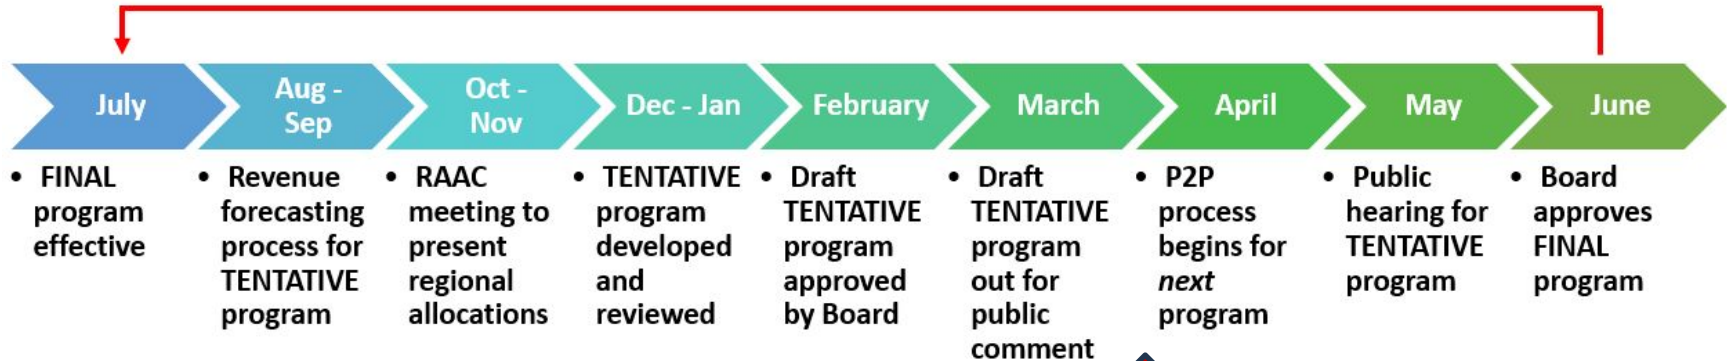 July
Aug -
Sep
Oct -
Nov
Dec - Jan
February
March
April
May
June
• FINAL
program
effective
• Revenue
forecasting
process for
TENTATIVE
program
• RAAC
meeting to
present
regional
allocations
• TENTATIVE
program
developed
and
reviewed
• Draft
TENTATIVE
program
approved
by Board
• Draft
TENTATIVE
program
out for
public
comment
• P2P
process
begins for
next
program
• Public
hearing for
TENTATIVE
program
• Board
approves
FINAL
program